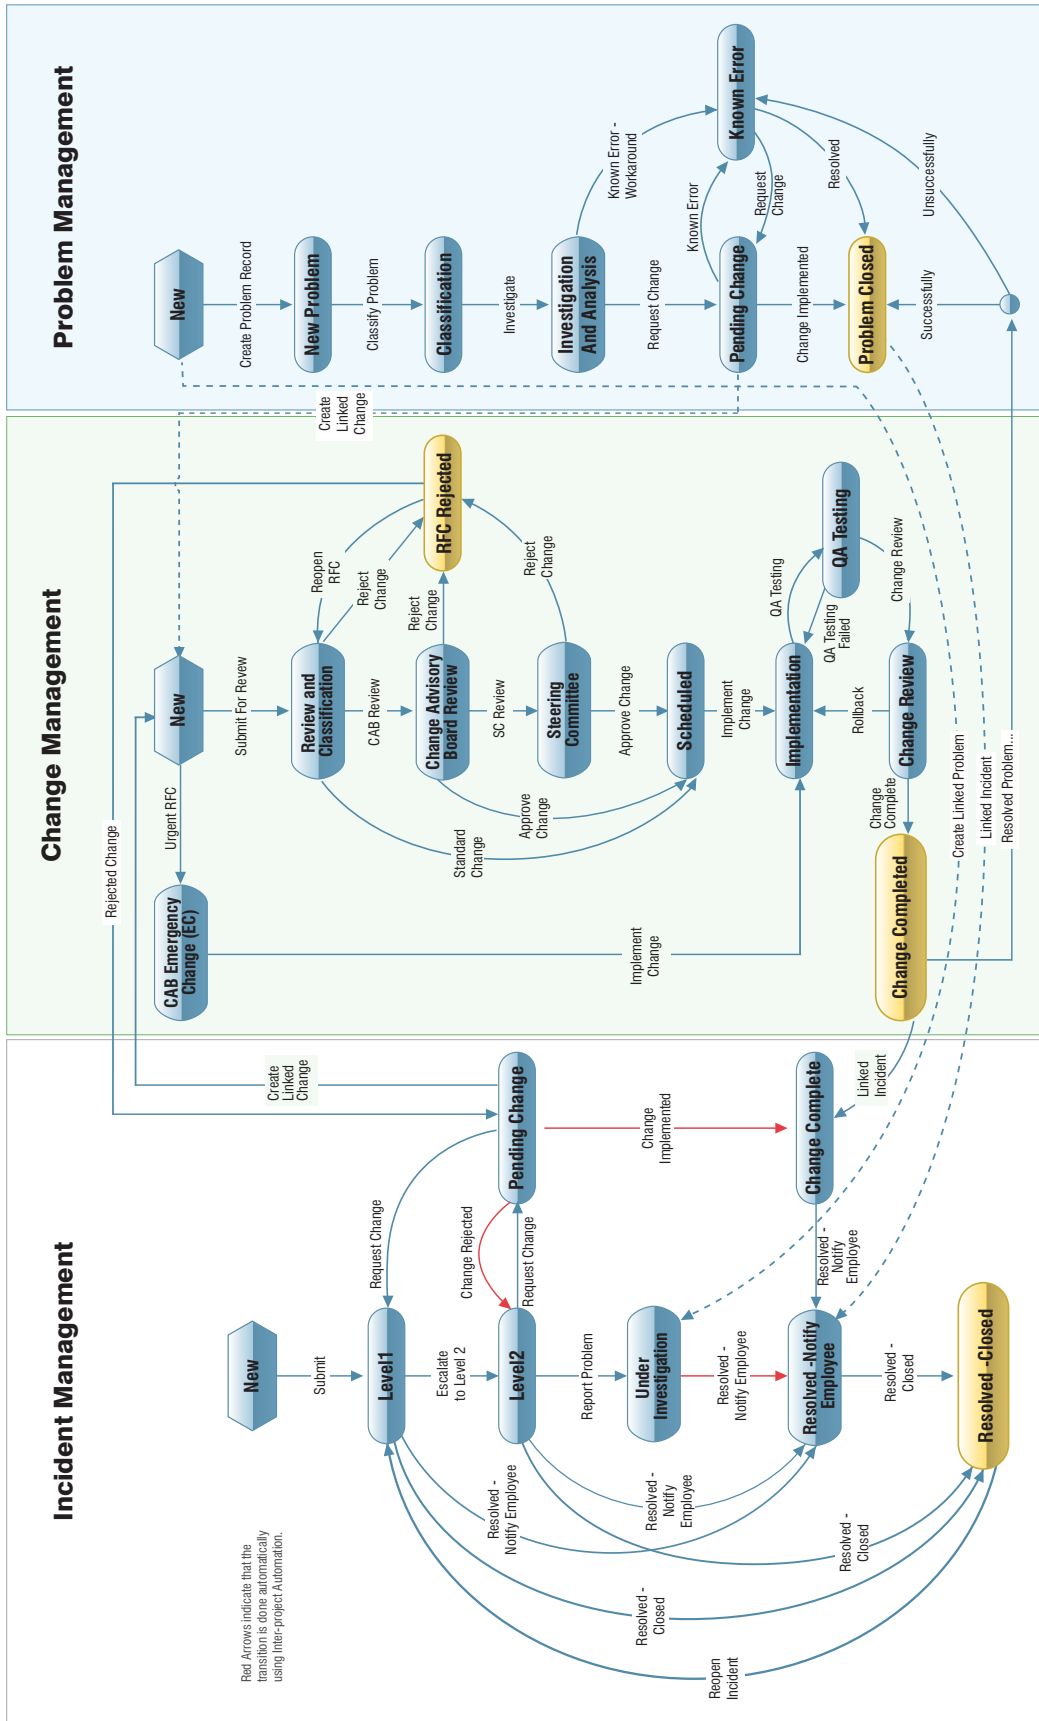 Incident Management
Red Arrows indicate that the
transition is done automatically
using Inter-project Automation.
New
Submit
Level1
Escalate
to Level 2
Level2
Report Problem
Under
Investigation
Resolved -
Notify Employee
Resolved -Notify
Employee
Resolved -
Closed
Resolved -Closed
Request Change
Change Rejected
Request Change
Pending Change
Change
Implemented
Change Complete
Resolved -
Notify
Employee
Resolved -
Notify Employee
Resolved -
Notify
Employee
Resolved -
Closed
Resolved -
Closed
Reopen
Incident
Create
Linked
Change
Linked
Incident
Rejected Change
Change Management
New
Urgent RFC
CAB Emergency
Change (EC)
Submit For Revew
Review and
Classification
CAB Review
Change Advisory
Board Review
SC Review
Steering
Committee
Approve Change
Scheduled
Implement
Change
Implementation
Rollback
Change Review
Change
Complete
Change Completed
Standard
Change
Approve
Change
Implement
Change
Reopen
RFC
Reject
Change
Reject
Change
Reject
Change
RFC Rejected
QA Testing
QA Testing
Failed
QA Testing
Change Review
Create Linked Problem
Linked Incident
Resolved Problem...
Problem Management
New
Create Problem Record
New Problem
Classify Problem
Classification
Investigate
Investigation
And Analysis
Request Change
Pending Change
Change Implemented
Problem Closed
Successfully
Create
Linked
Change
Known Error -
Workaround
Known Error
Known Error
Request
Change
Resolved
Unsuccessfully